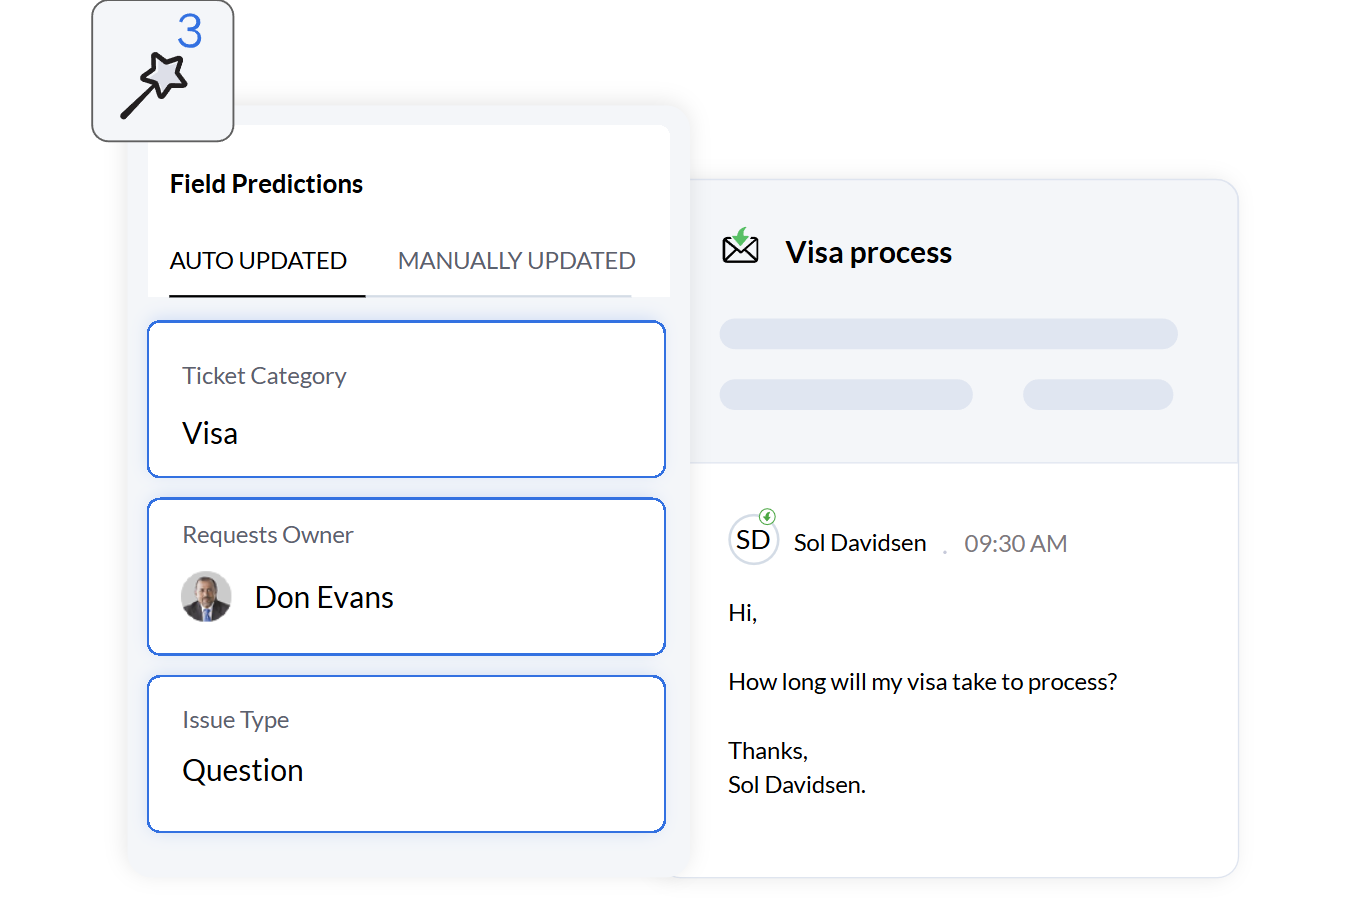 3
Field Predictions
AUTO UPDATED MANUALLY UPDATED
Ticket Category
Visa
Requests Owner
Don Evans
Issue Type
Question
Visa process
SD Sol Davidsen . 09:30 AM
Hi,
How long will my visa take to process?
Thanks,
Sol Davidsen.